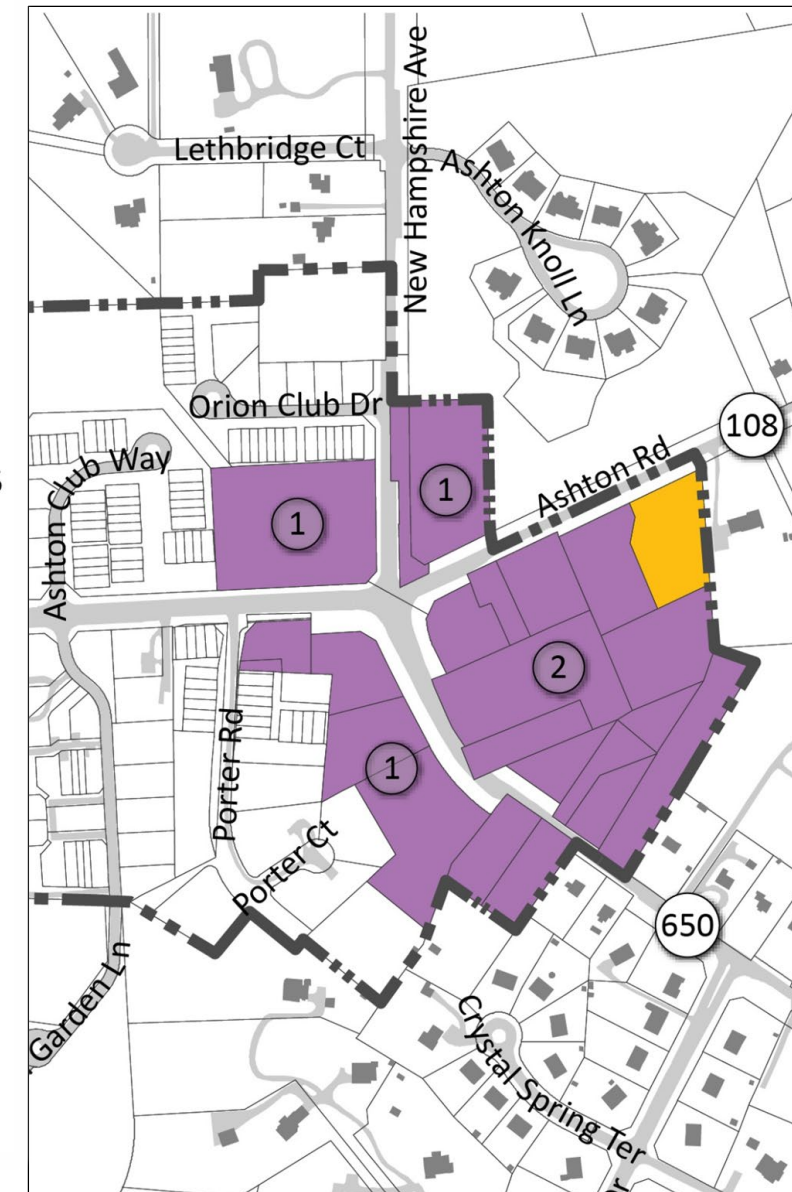 New Hampshire Ave
Lethbridge Ct
Ashton Knoll Ln
Orion Club Dr
108
Ashton Rd
Ashton Club Way
1
1
2
1
Porter Rd
Porter Ct
650
Garden Ln
Crystal Spring Ter